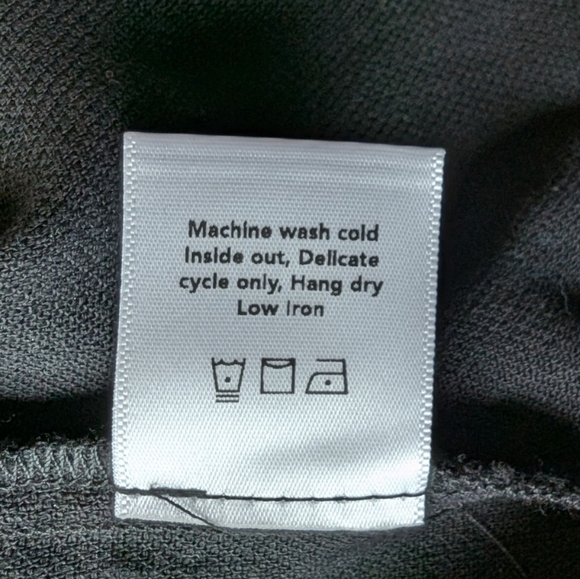 Machine wash cold
Inside out, Delicate
cycle only, Hang dry
Low Iron